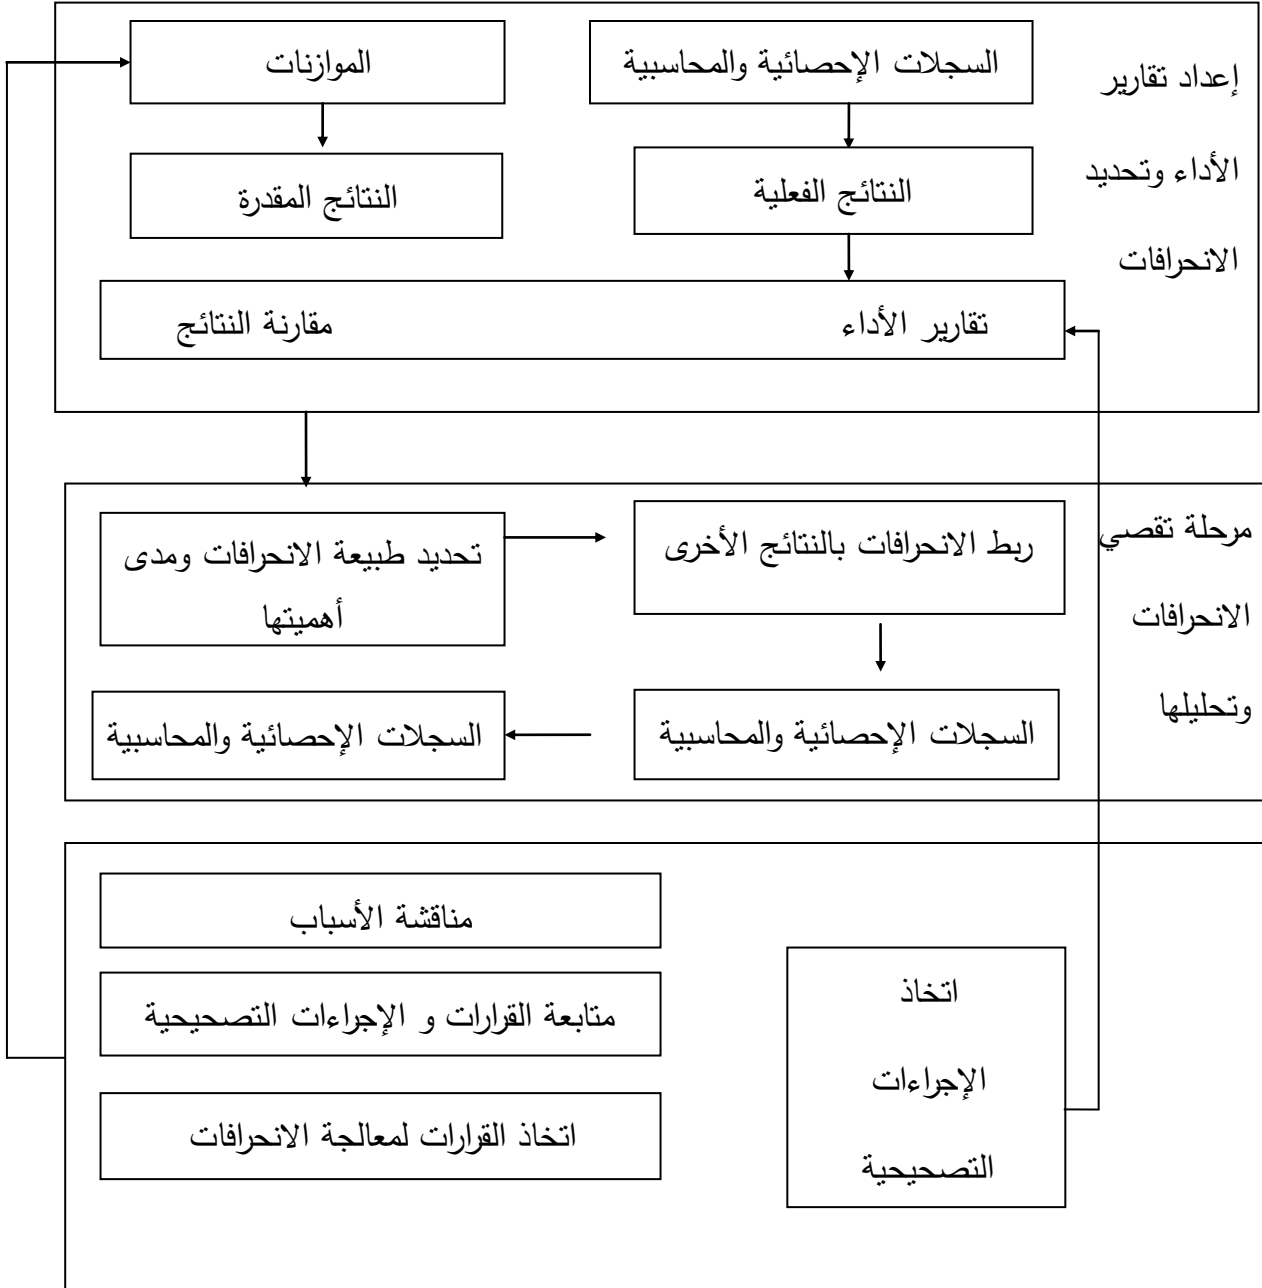 إعداد تقارير
الأداء وتحديد
الانحرافات
السجلات الإحصائية والمحاسبية
الموازنات
النتائج الفعلية
النتائج المقدرة
تقارير الأداء
مقارنة النتائج
مرحلة تقصي
الانحرافات
وتحليلها
ربط الانحرافات بالنتائج الأخرى
تحديد طبيعة الانحرافات ومدى
أهميتها
السجلات الإحصائية والمحاسبية
السجلات الإحصائية والمحاسبية
اتخاذ
الإجراءات
التصحيحية
مناقشة الأسباب
متابعة القرارات و الإجراءات التصحيحية
اتخاذ القرارات لمعالجة الانحرافات